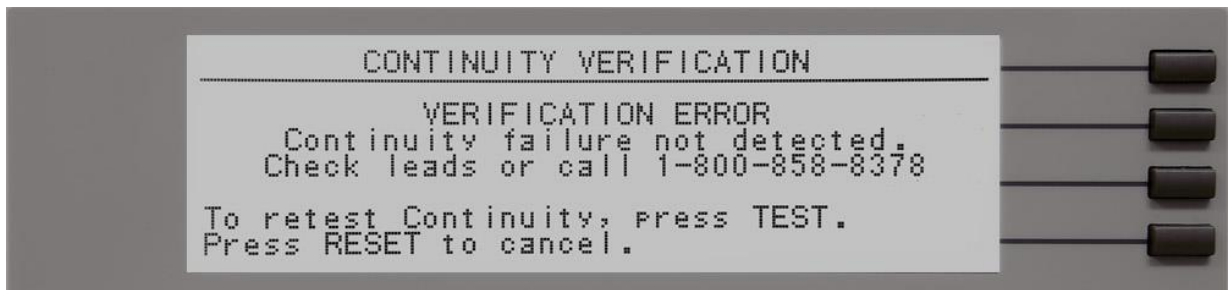 CONTINUITY VERIFICATION
VERIFICATION ERROR
Continuity failure not detected.
Check leads or call 1-800-858-8378
To retest Continuity, press TEST.
Press RESET to cancel.